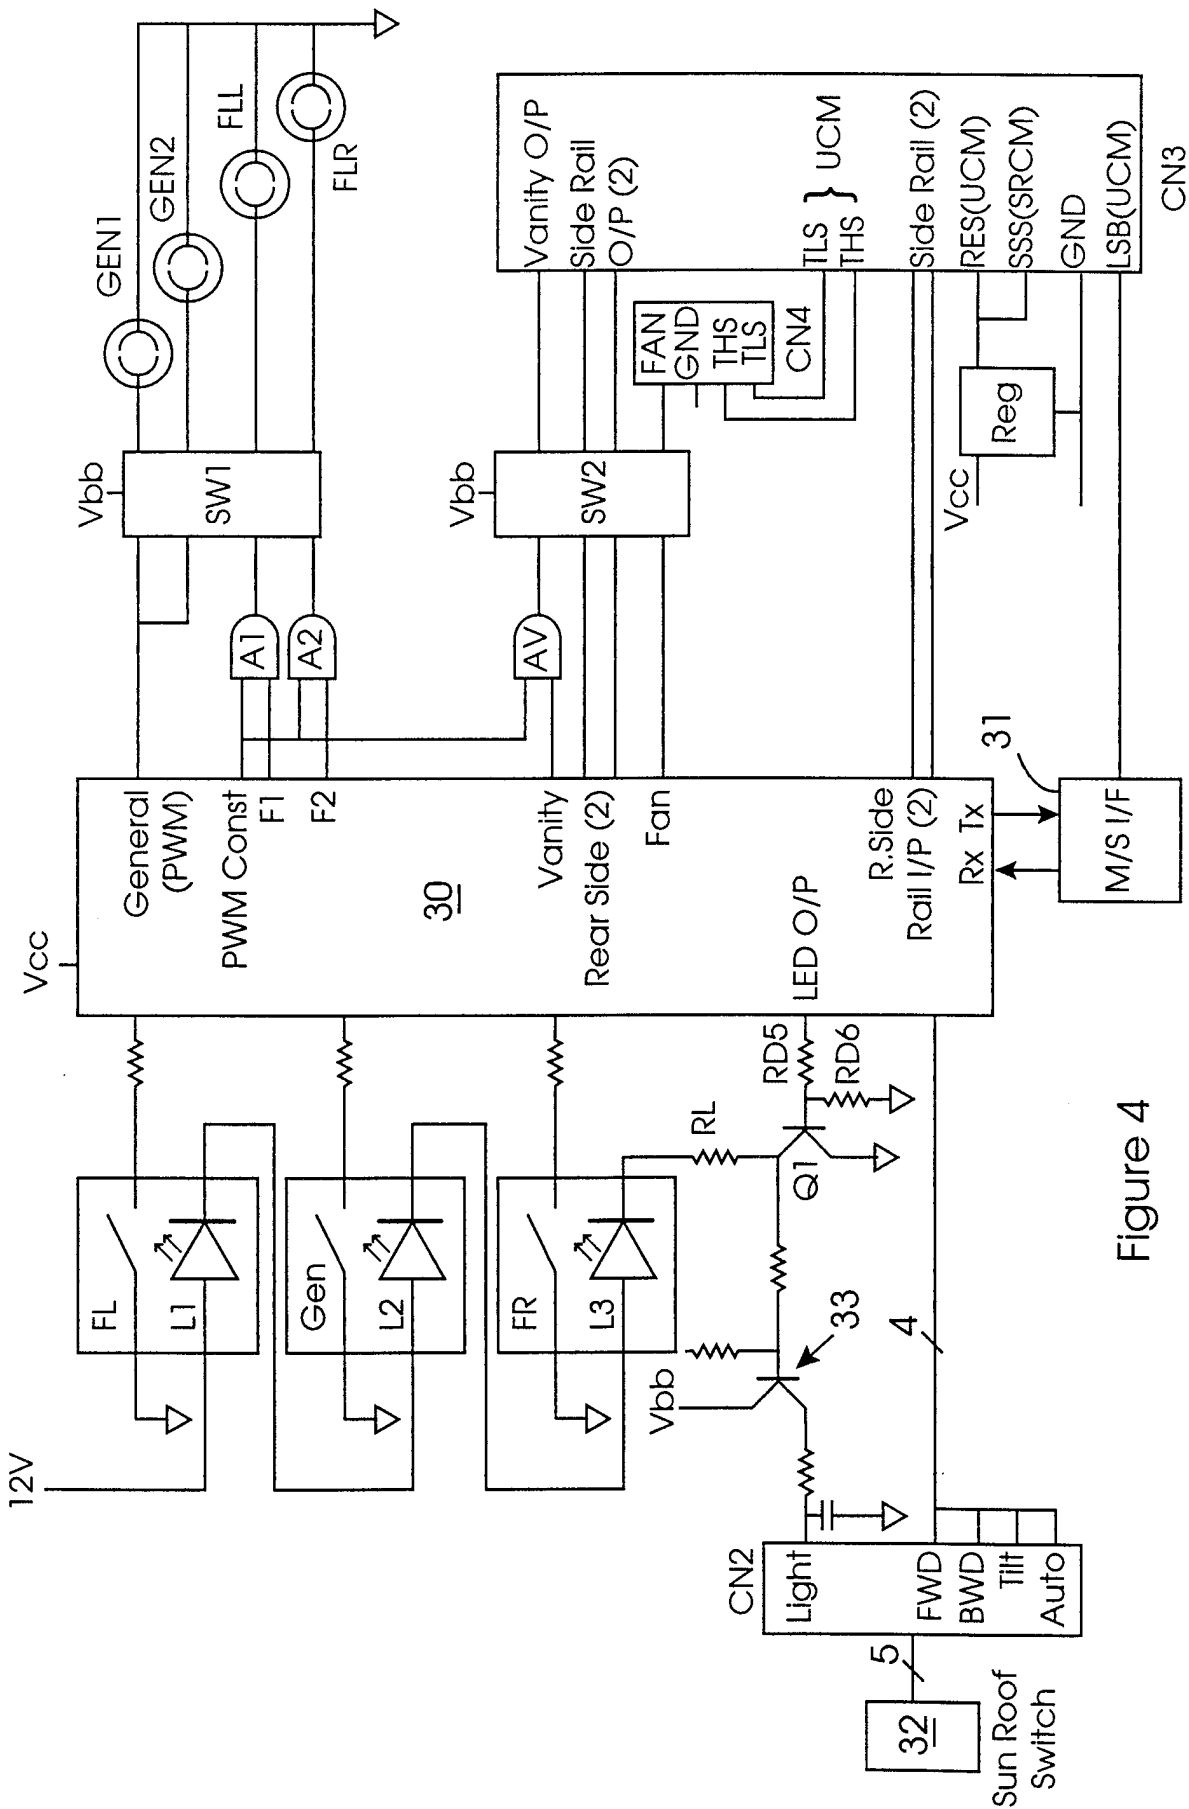 12V
FL
L1
Gen
L2
FR
L3
Vcc
General
(PWM)
PWM Const
F1
F2
30
Vanity
Rear Side (2)
Fan
LED O/P
R.Side
Rail I/P (2)
Rx Tx
RL
RD5
RD6
Q1
Vbb
33
4
CN2
Light
FWD
BWD
Tilt
Auto
5
32
Sun Roof
Switch
A1
A2
AV
Vbb
SW1
Vbb
SW2
GEN1
GEN2
FLL
FLR
FAN
GND
THS
TLS
CN4
Vanity O/P
Side Rail
O/P (2)
TLS
THS
} UCM
Side Rail (2)
RES(UCM)
SSS(SRCM)
GND
LSB(UCM)
CN3
Vcc
Reg
31
M/S I/F
Figure 4